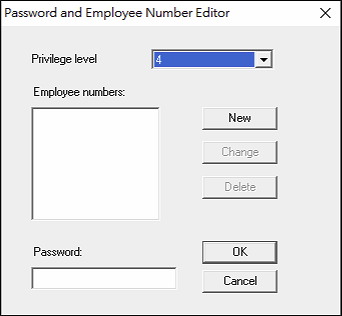 Password and Employee Number Editor
Privilege level
4
Employee numbers:
New
Change
Delete
Password:
OK
Cancel